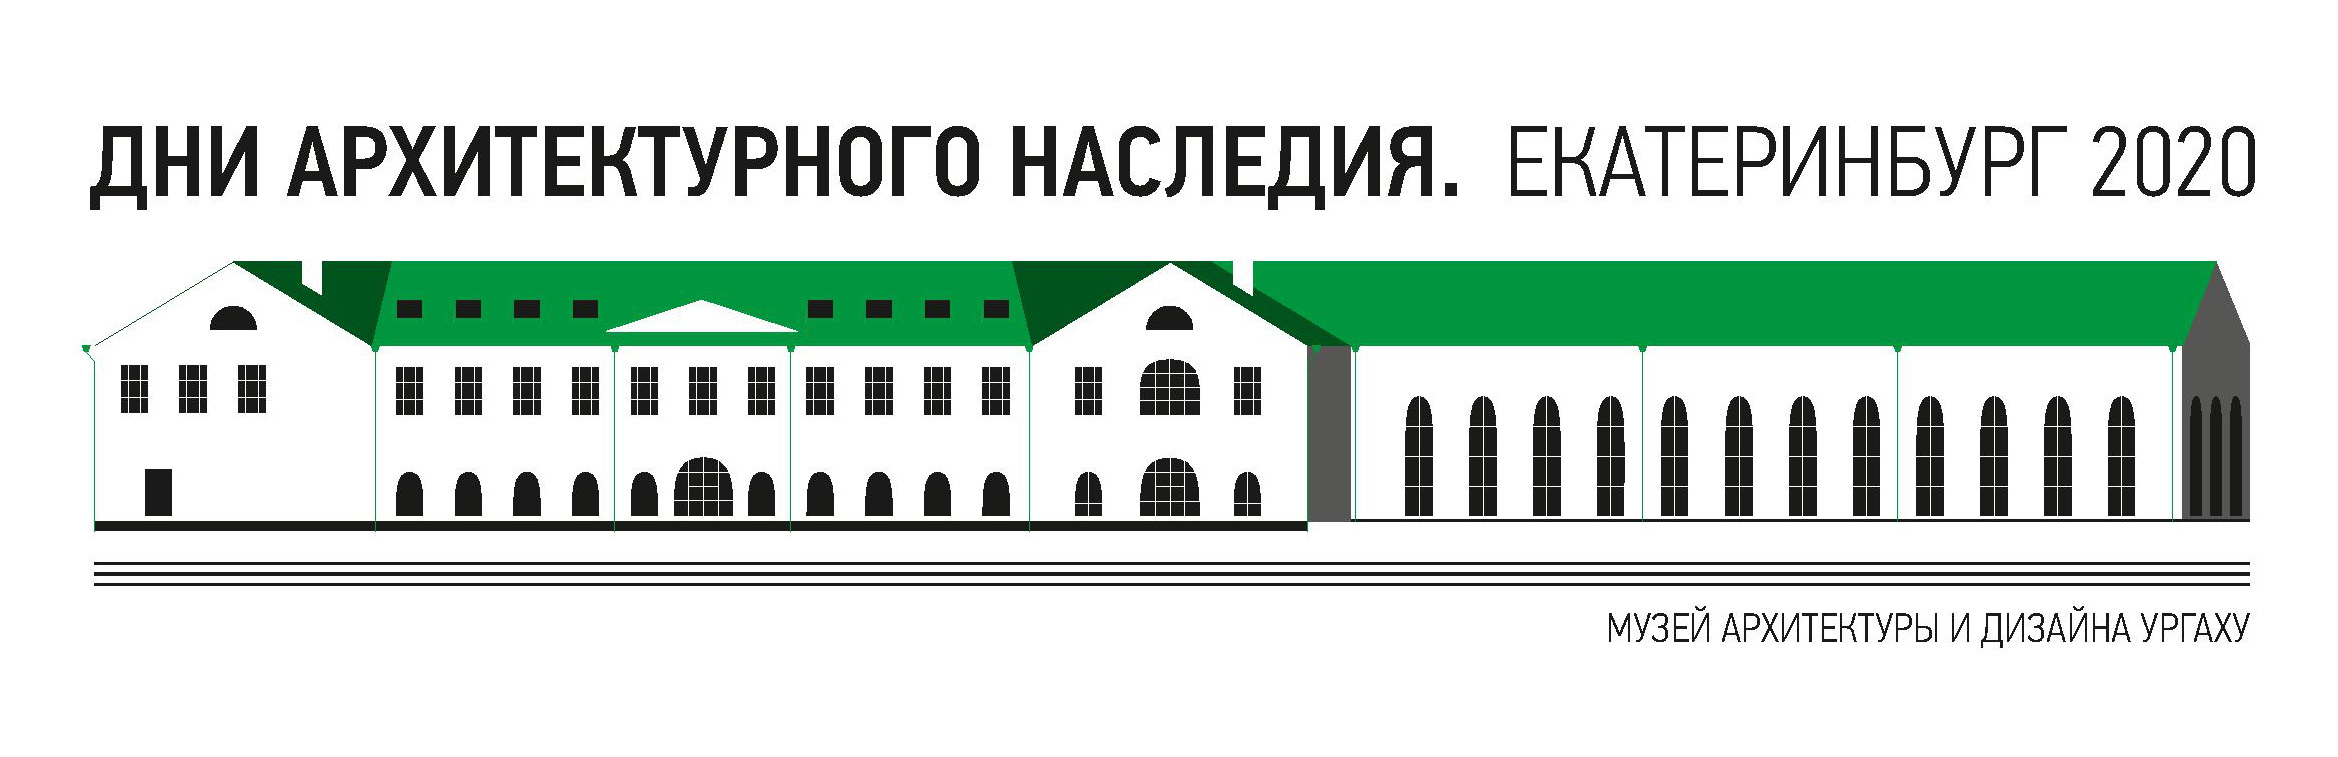 ДНИ АРХИТЕКТУРНОГО НАСЛЕДИЯ. ЕКАТЕРИНБУРГ 2020
МУЗЕЙ АРХИТЕКТУРЫ И ДИЗАЙНА УРГАХУ